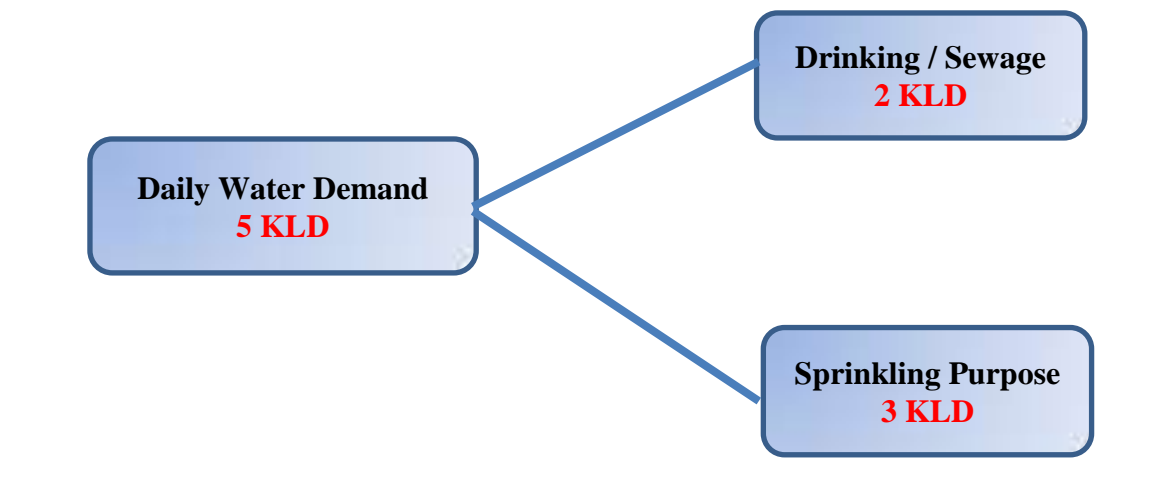 Drinking / Sewage
2 KLD
Daily Water Demand
5 KLD
Sprinkling Purpose
3 KLD